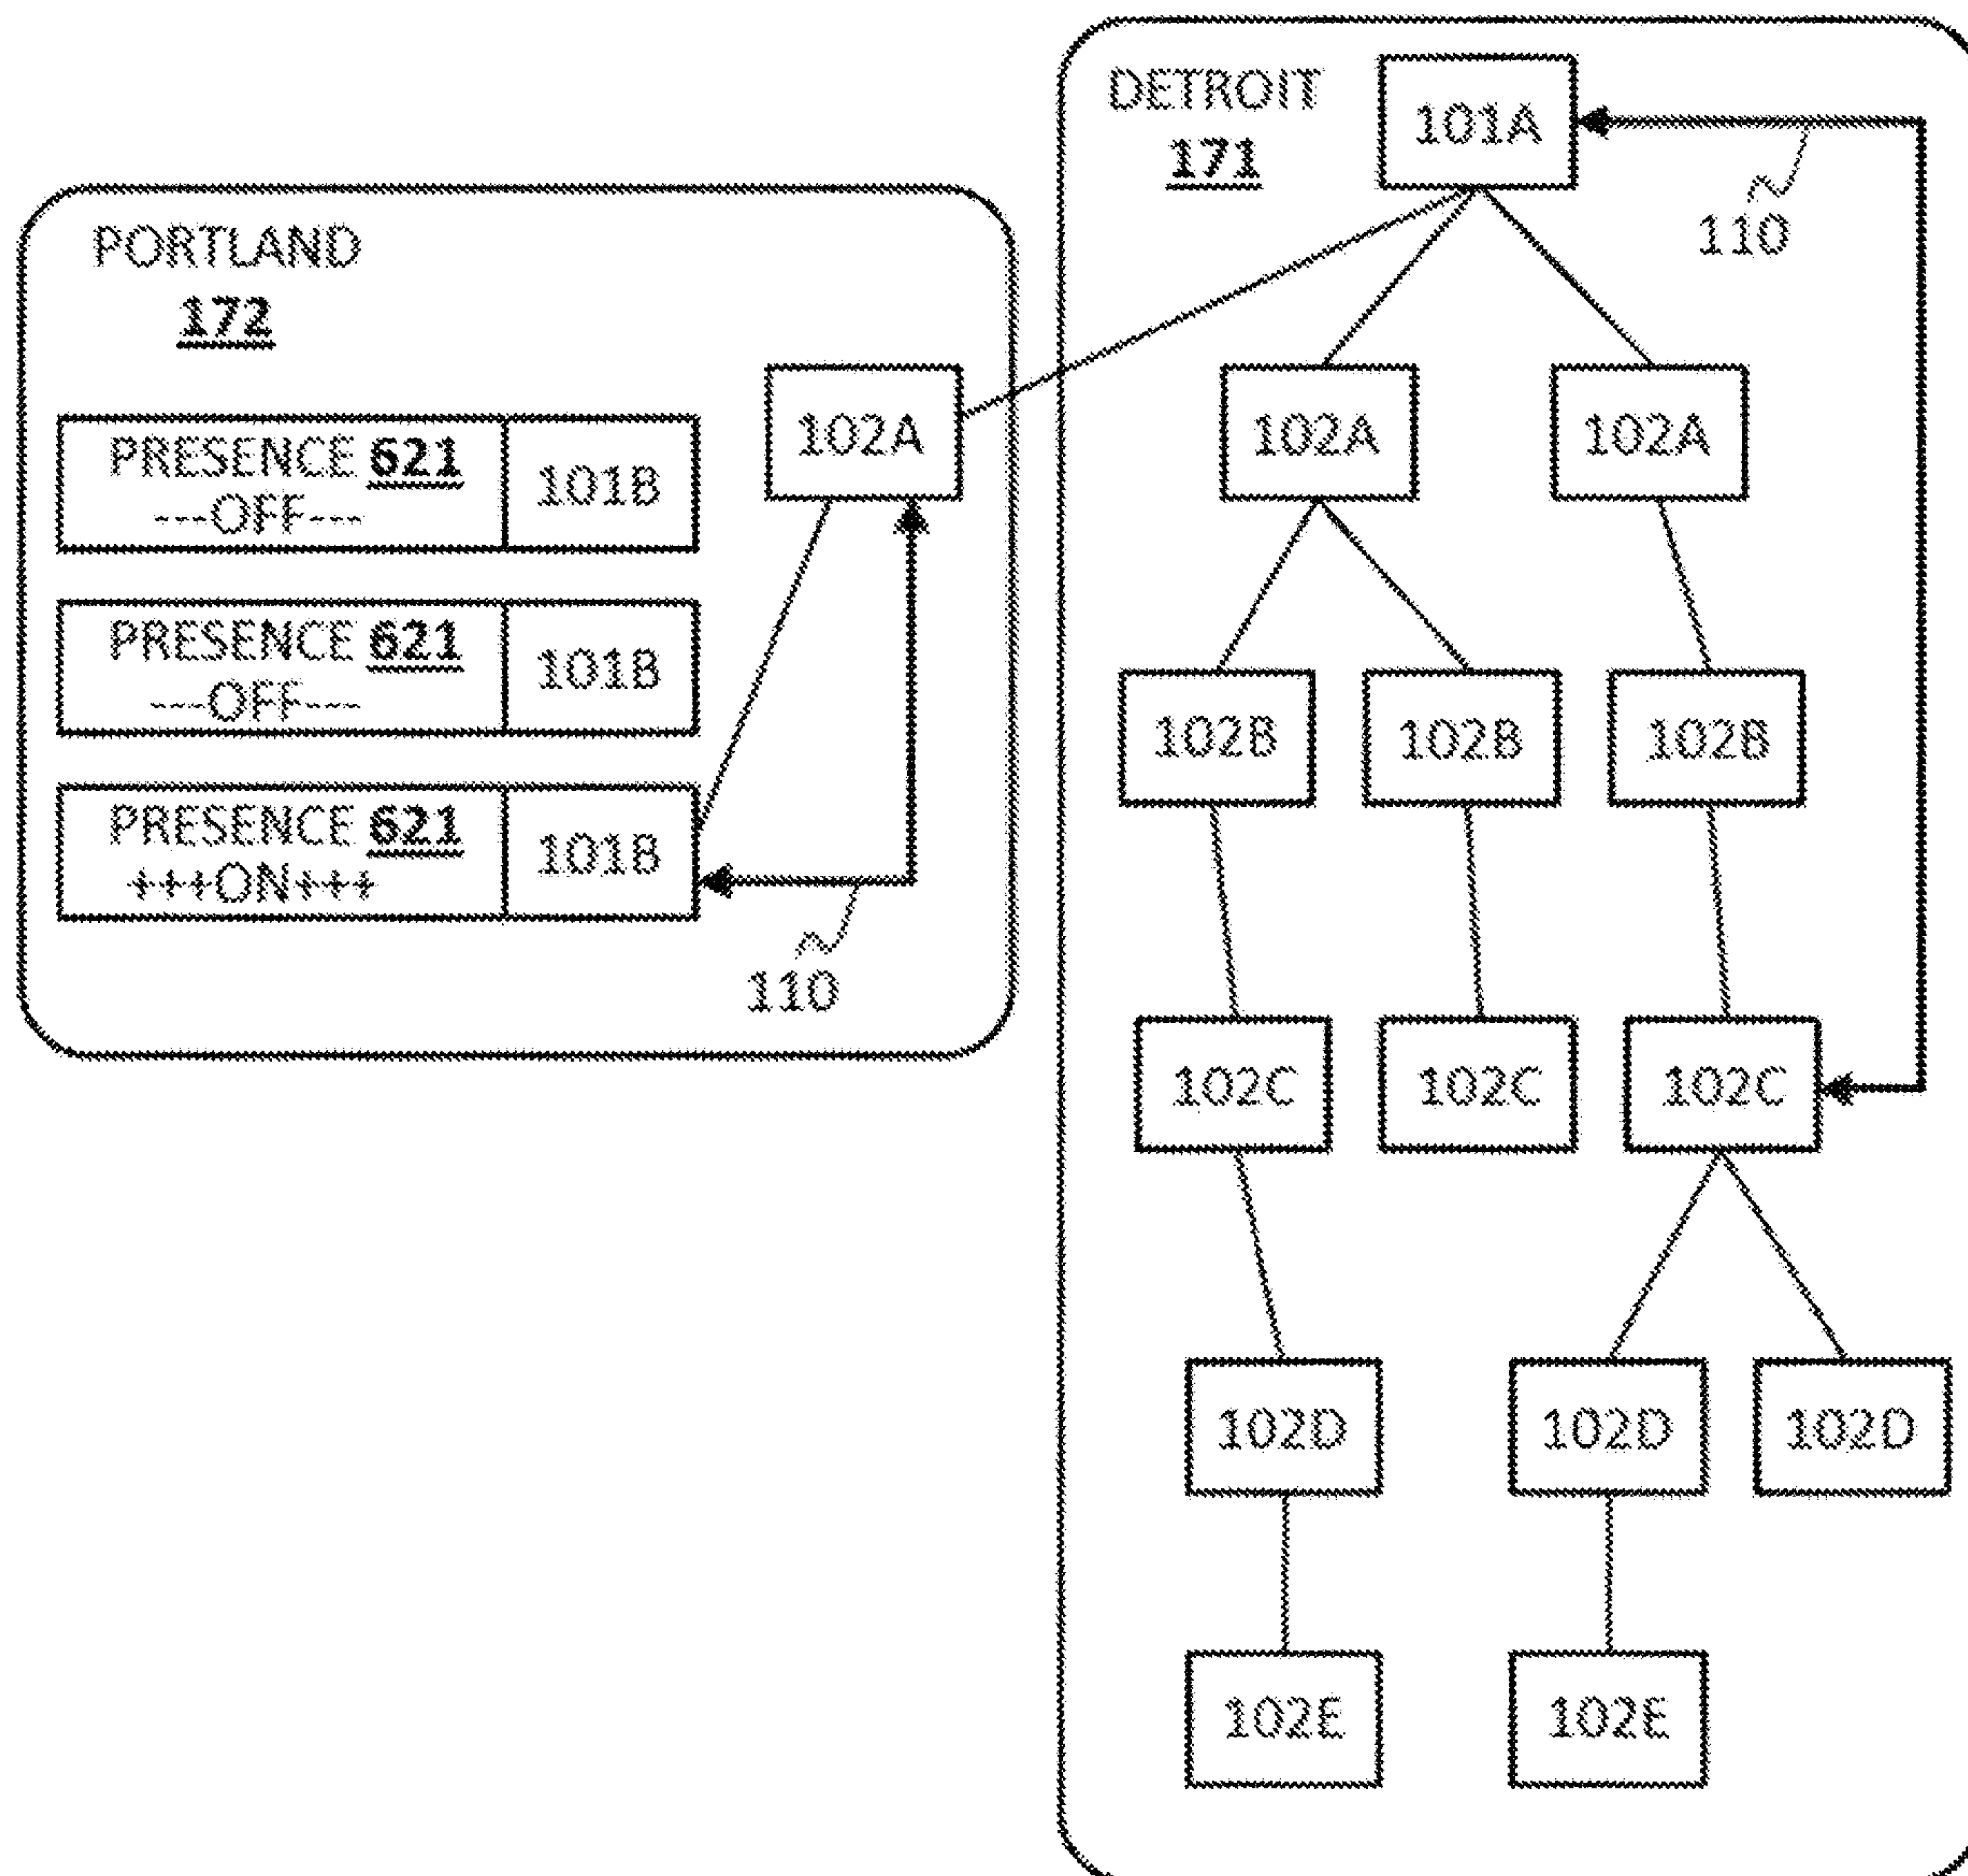 PORTLAND
172
PRESENCE 621
---OFF---
101B
PRESENCE 621
---OFF---
101B
PRESENCE 621
+++ON+++
101B
102A
110
DETROIT
171
101A
110
102A
102A
102B
102B
102B
102C
102C
102C
102D
102D
102D
102E
102E